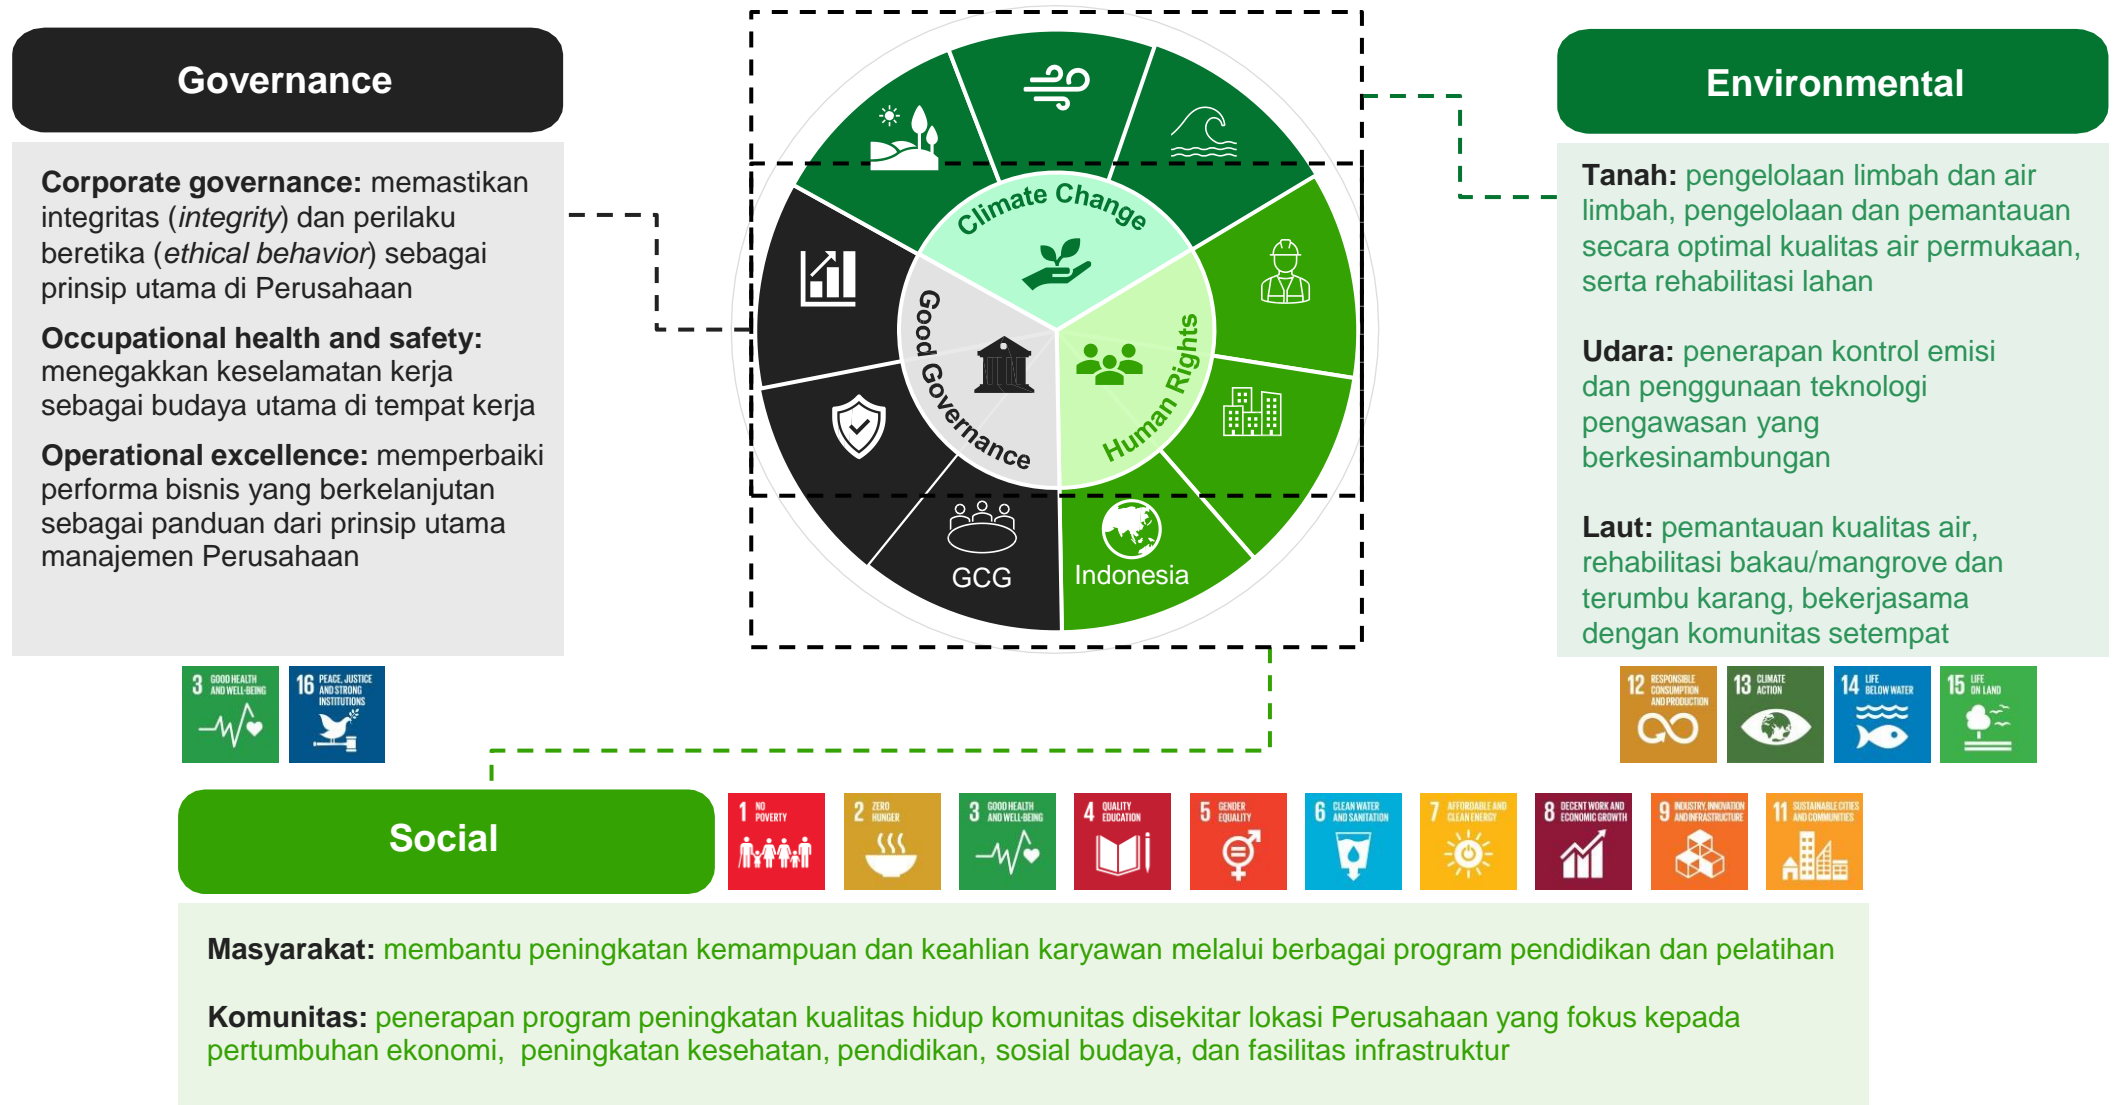 Governance
Corporate governance: memastikan
integritas (integrity) dan perilaku
beretika (ethical behavior) sebagai
prinsip utama di Perusahaan
Occupational health and safety:
menegakkan keselamatan kerja
sebagai budaya utama di tempat kerja
Operational excellence: memperbaiki
performa bisnis yang berkelanjutan
sebagai panduan dari prinsip utama
manajemen Perusahaan
3 GOOD HEALTH
AND WELL-BEING
16 PEACE, JUSTICE
AND STRONG
INSTITUTIONS
Climate Change
Good Governance
Human Rights
GCG
Indonesia
Environmental
Tanah: pengelolaan limbah dan air
limbah, pengelolaan dan pemantauan
secara optimal kualitas air permukaan,
serta rehabilitasi lahan
Udara: penerapan kontrol emisi
dan penggunaan teknologi
pengawasan yang
berkesinambungan
Laut: pemantauan kualitas air,
rehabilitasi bakau/mangrove dan
terumbu karang, bekerjasama
dengan komunitas setempat
12 RESPONSIBLE
CONSUMPTION
AND PRODUCTION
13 CLIMATE
ACTION
14 LIFE
BELOW WATER
15 LIFE
ON LAND
Social
1 NO
POVERTY
2 ZERO
HUNGER
3 GOOD HEALTH
AND WELL-BEING
4 QUALITY
EDUCATION
5 GENDER
EQUALITY
6 CLEAN WATER
AND SANITATION
7 AFFORDABLE AND
CLEAN ENERGY
8 DECENT WORK AND
ECONOMIC GROWTH
9 INDUSTRY, INNOVATION
AND INFRASTRUCTURE
11 SUSTAINABLE CITIES
AND COMMUNITIES
Masyarakat: membantu peningkatan kemampuan dan keahlian karyawan melalui berbagai program pendidikan dan pelatihan
Komunitas: penerapan program peningkatan kualitas hidup komunitas disekitar lokasi Perusahaan yang fokus kepada
pertumbuhan ekonomi, peningkatan kesehatan, pendidikan, sosial budaya, dan fasilitas infrastruktur